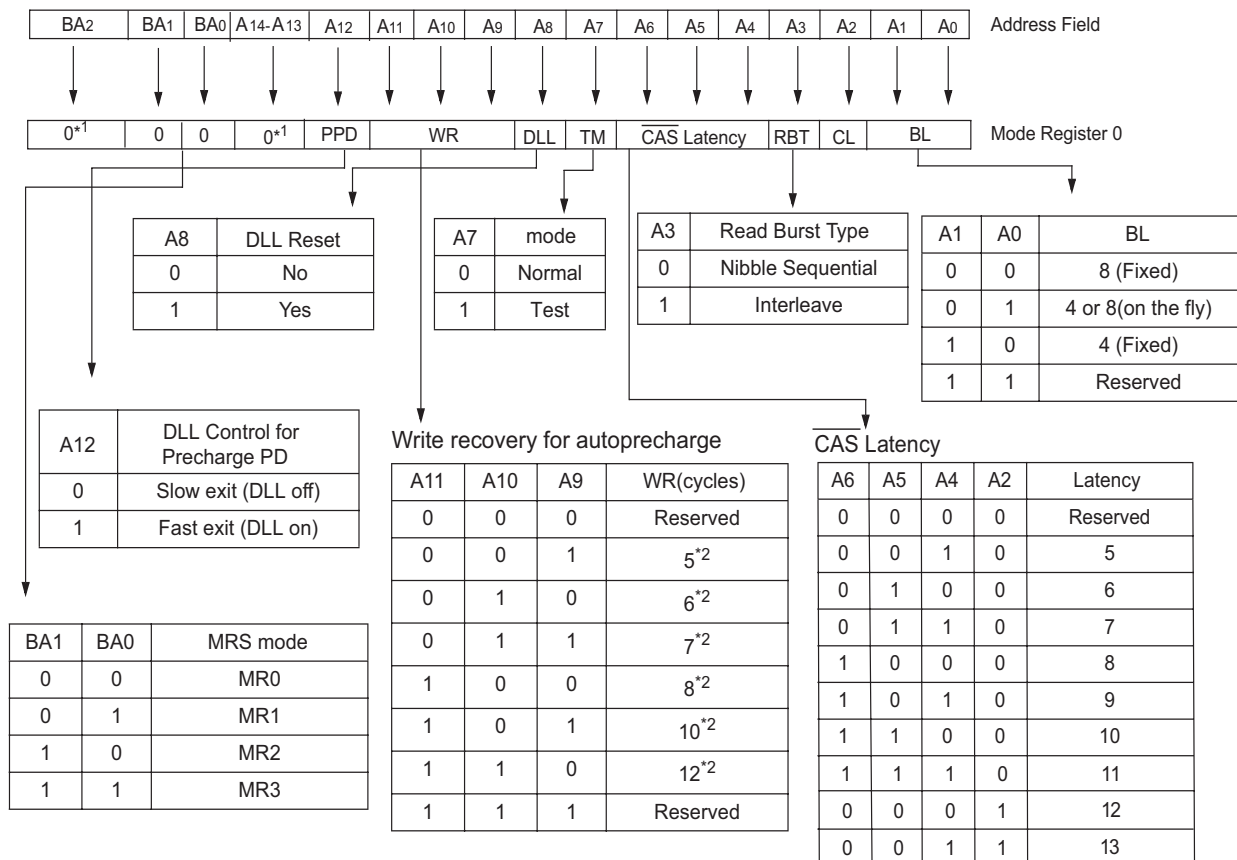 BA2 BA1 BA0 A14-A13 A12 A11 A10 A9 A8 A7 A6 A5 A4 A3 A2 A1 A0 Address Field
0*1 0 0 0*1 PPD WR DLL TM CAS Latency RBT CL BL Mode Register 0
A8 DLL Reset
0 No
1 Yes
A7 mode
0 Normal
1 Test
A3 Read Burst Type
0 Nibble Sequential
1 Interleave
A1 A0 BL
0 0 8 (Fixed)
0 1 4 or 8(on the fly)
1 0 4 (Fixed)
1 1 Reserved
A12 DLL Control for
Precharge PD
0 Slow exit (DLL off)
1 Fast exit (DLL on)
Write recovery for autoprecharge
A11 A10 A9 WR(cycles)
0 0 0 Reserved
0 0 1 5*2
0 1 0 6*2
0 1 1 7*2
1 0 0 8*2
1 0 1 10*2
1 1 0 12*2
1 1 1 Reserved
CAS Latency
A6 A5 A4 A2 Latency
0 0 0 0 Reserved
0 0 1 0 5
0 1 0 0 6
0 1 1 0 7
1 0 0 0 8
1 0 1 0 9
1 1 0 0 10
1 1 1 0 11
0 0 0 1 12
0 0 1 1 13
BA1 BA0 MRS mode
0 0 MR0
0 1 MR1
1 0 MR2
1 1 MR3